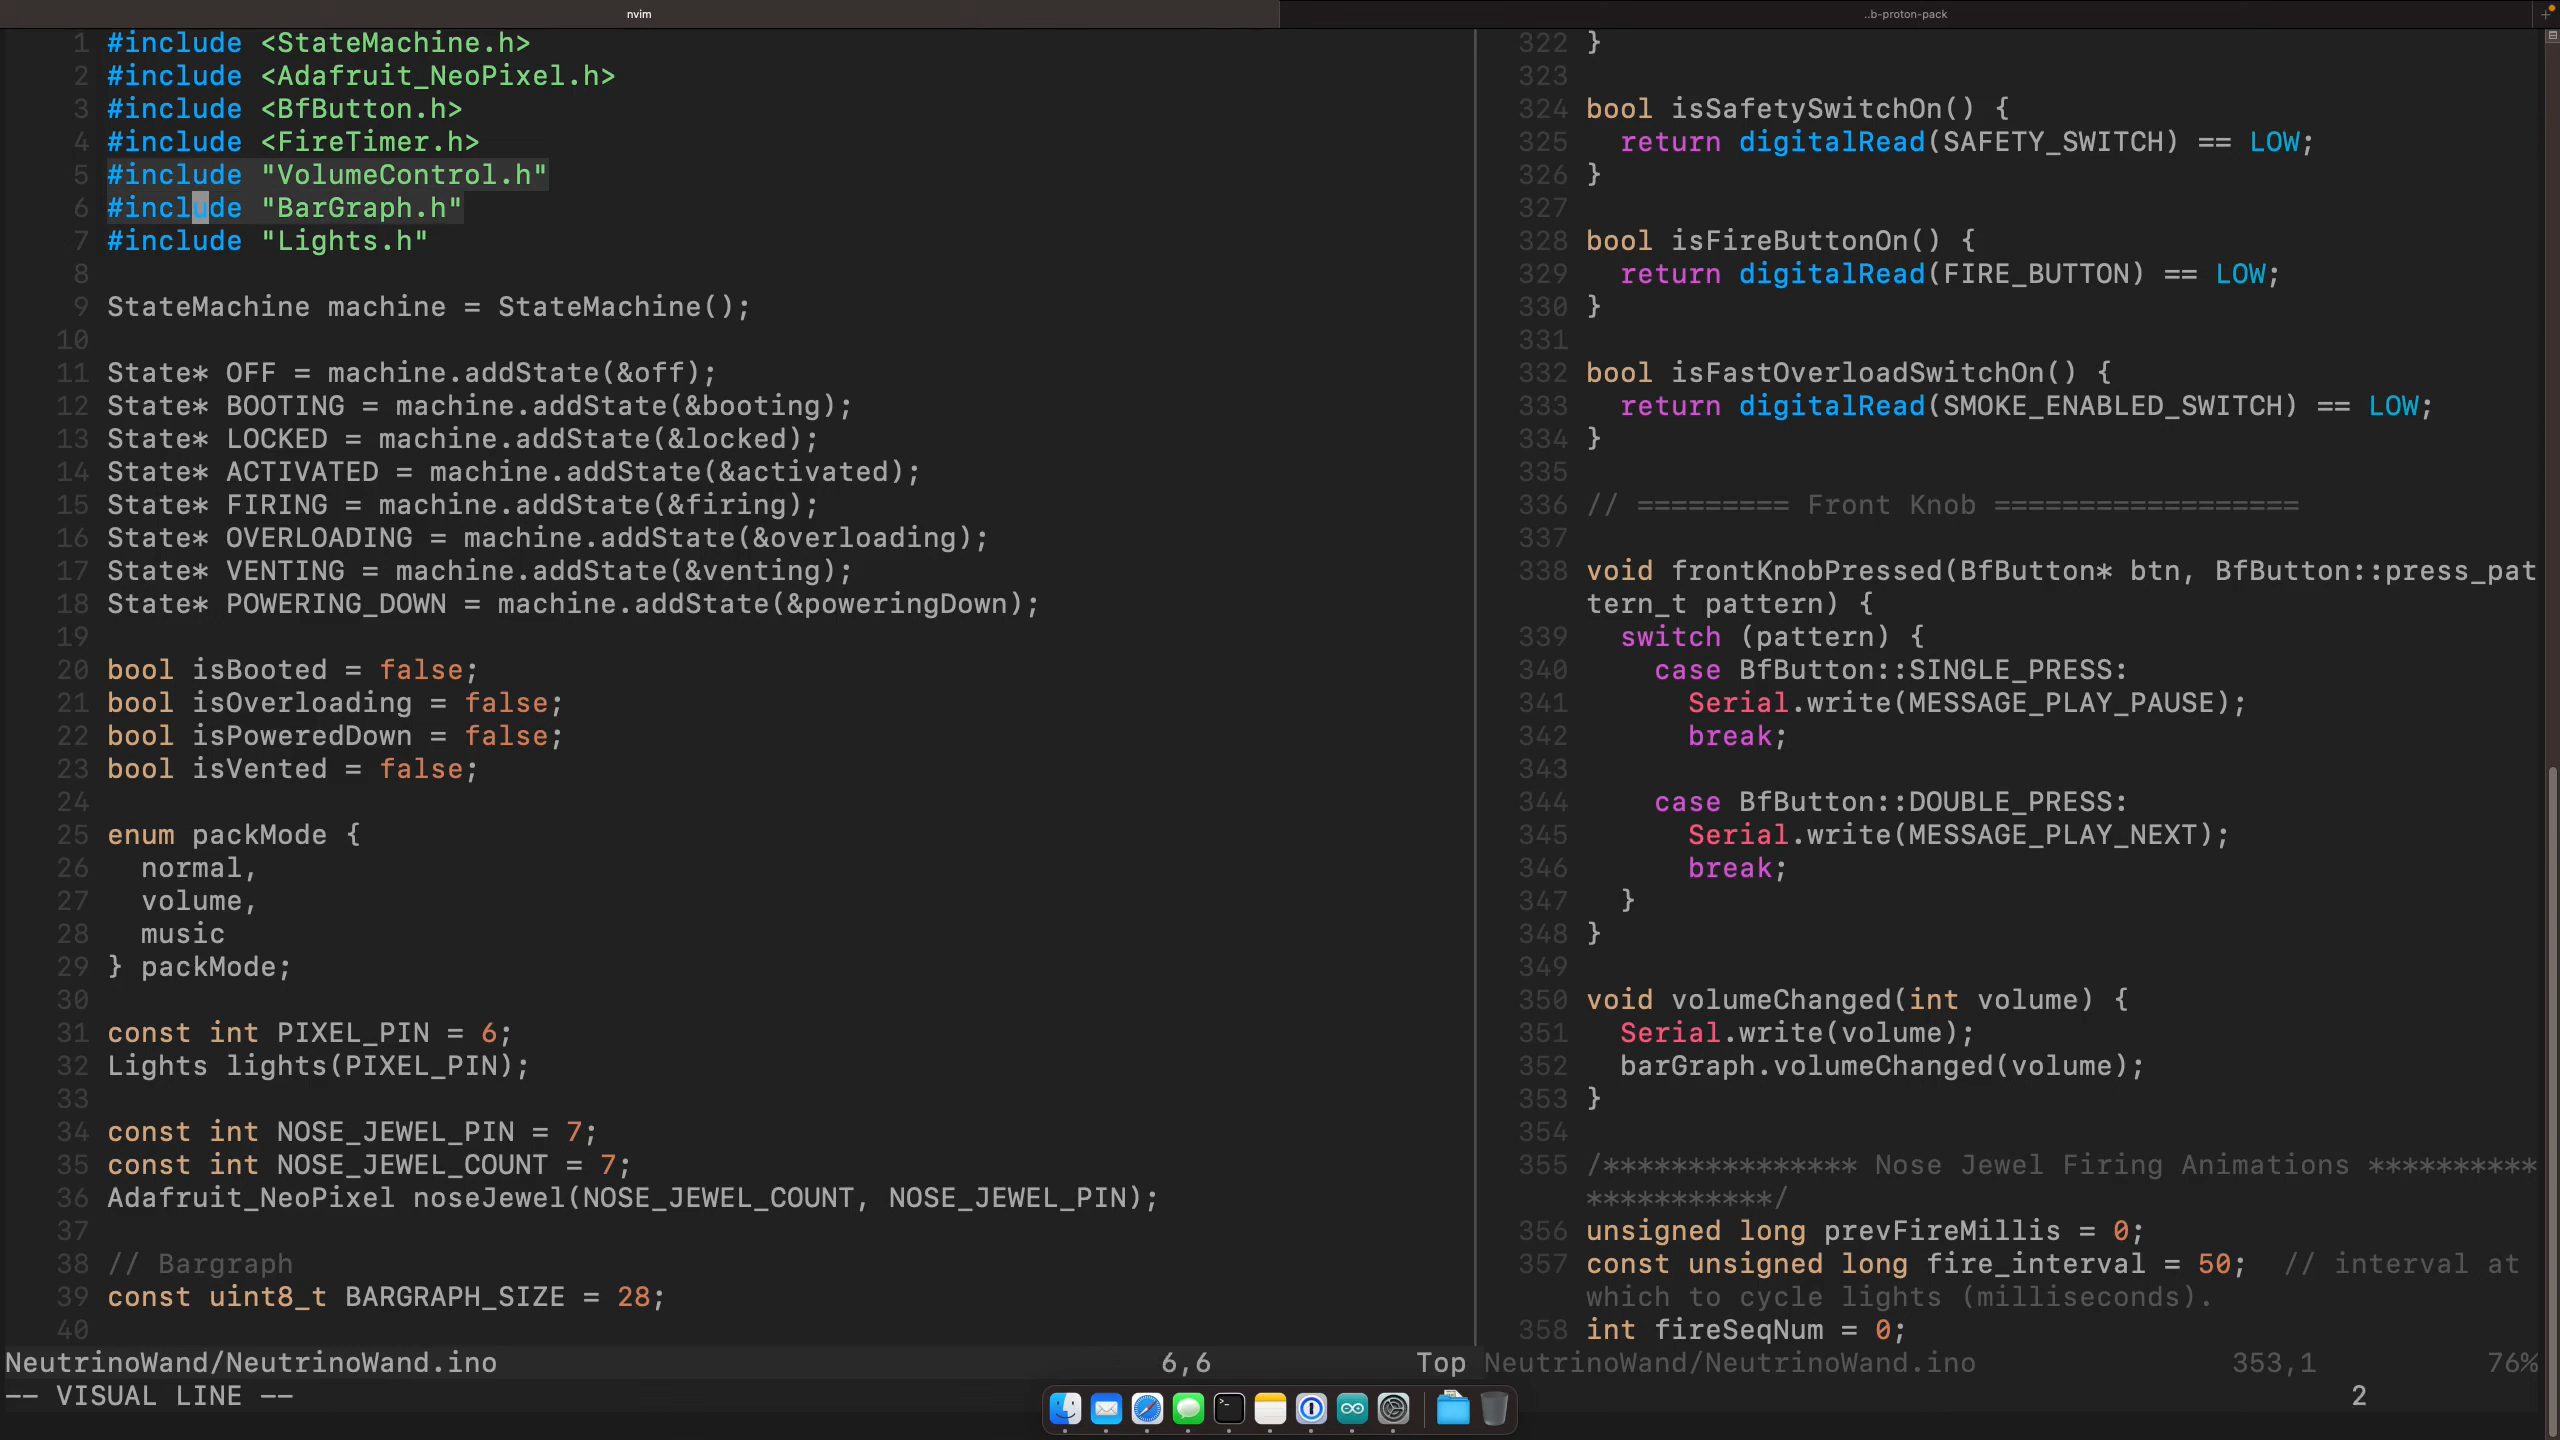 nvim
..b-proton-pack
1 #include <StateMachine.h>
2 #include <Adafruit_NeoPixel.h>
3 #include <BfButton.h>
4 #include <FireTimer.h>
5 #include "VolumeControl.h"
6 #include "BarGraph.h"
7 #include "Lights.h"
8
9 StateMachine machine = StateMachine();
10
11 State* OFF = machine.addState(&off);
12 State* BOOTING = machine.addState(&booting);
13 State* LOCKED = machine.addState(&locked);
14 State* ACTIVATED = machine.addState(&activated);
15 State* FIRING = machine.addState(&firing);
16 State* OVERLOADING = machine.addState(&overloading);
17 State* VENTING = machine.addState(&venting);
18 State* POWERING_DOWN = machine.addState(&poweringDown);
19
20 bool isBooted = false;
21 bool isOverloading = false;
22 bool isPoweredDown = false;
23 bool isVented = false;
24
25 enum packMode {
26   normal,
27   volume,
28   music
29 } packMode;
30
31 const int PIXEL_PIN = 6;
32 Lights lights(PIXEL_PIN);
33
34 const int NOSE_JEWEL_PIN = 7;
35 const int NOSE_JEWEL_COUNT = 7;
36 Adafruit_NeoPixel noseJewel(NOSE_JEWEL_COUNT, NOSE_JEWEL_PIN);
37
38 // Bargraph
39 const uint8_t BARGRAPH_SIZE = 28;
40
NeutrinoWand/NeutrinoWand.ino 6,6 Top
-- VISUAL LINE --
322 }
323
324 bool isSafetySwitchOn() {
325   return digitalRead(SAFETY_SWITCH) == LOW;
326 }
327
328 bool isFireButtonOn() {
329   return digitalRead(FIRE_BUTTON) == LOW;
330 }
331
332 bool isFastOverloadSwitchOn() {
333   return digitalRead(SMOKE_ENABLED_SWITCH) == LOW;
334 }
335
336 // ========= Front Knob ==================
337
338 void frontKnobPressed(BfButton* btn, BfButton::press_pat
tern_t pattern) {
339   switch (pattern) {
340     case BfButton::SINGLE_PRESS:
341       Serial.write(MESSAGE_PLAY_PAUSE);
342       break;
343
344     case BfButton::DOUBLE_PRESS:
345       Serial.write(MESSAGE_PLAY_NEXT);
346       break;
347   }
348 }
349
350 void volumeChanged(int volume) {
351   Serial.write(volume);
352   barGraph.volumeChanged(volume);
353 }
354
355 /*************** Nose Jewel Firing Animations **********
***********/
356 unsigned long prevFireMillis = 0;
357 const unsigned long fire_interval = 50;  // interval at
which to cycle lights (milliseconds).
358 int fireSeqNum = 0;
NeutrinoWand/NeutrinoWand.ino 353,1 76%
2